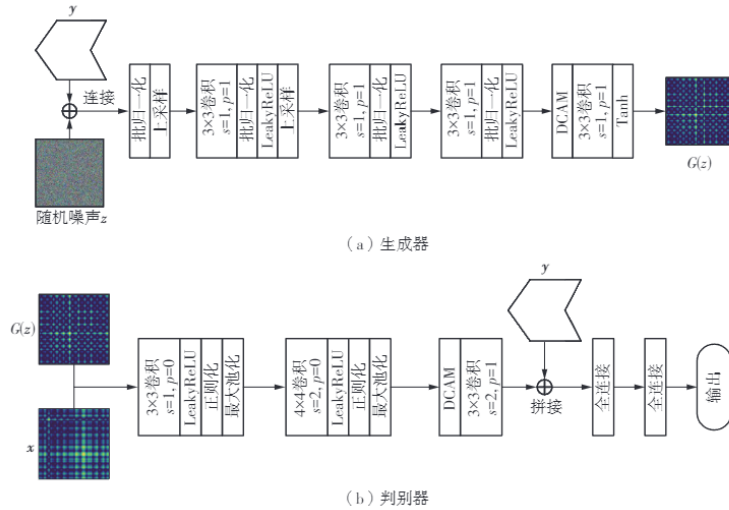 y
连接
随机噪声z
批归一化
上采样
3×3卷积
s=1, p=1
批归一化
LeakyReLU
上采样
3×3卷积
s=1, p=1
批归一化
LeakyReLU
3×3卷积
s=1, p=1
批归一化
LeakyReLU
DCAM
3×3卷积
s=1, p=1
Tanh
G(z)
（a）生成器
G(z)
x
3×3卷积
s=1, p=0
LeakyReLU
正则化
最大池化
4×4卷积
s=2, p=0
LeakyReLU
正则化
最大池化
DCAM
3×3卷积
s=2, p=1
y
拼接
全连接
全连接
输出
（b）判别器